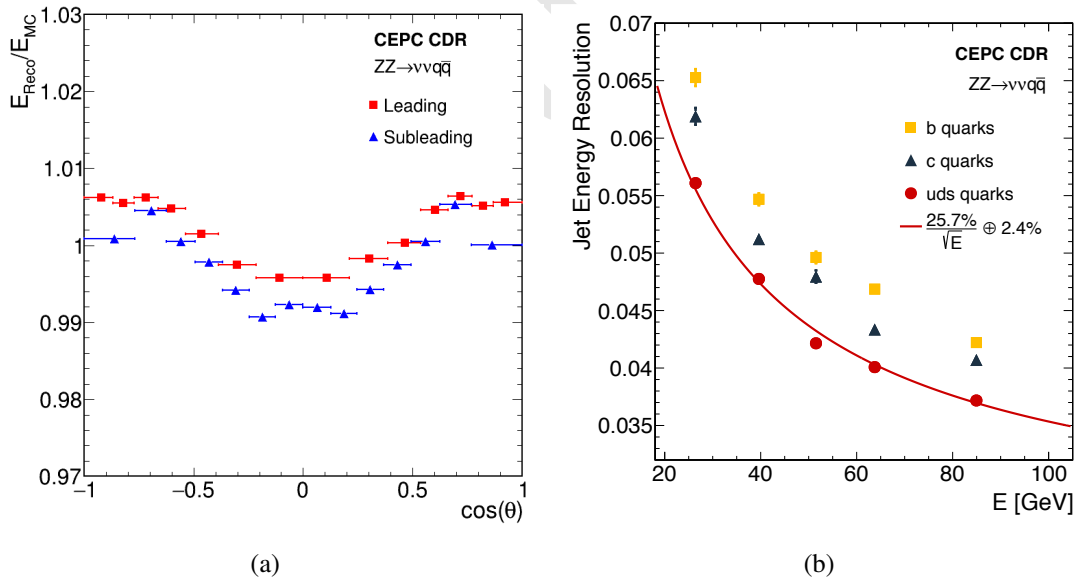 E_Reco/E_MC
1.03
1.02
1.01
1
0.99
0.98
0.97
−1
−0.5
0
0.5
1
cos(θ)
CEPC CDR
ZZ→ννqq̄
Leading
Subleading
(a)
Jet Energy Resolution
0.07
0.065
0.06
0.055
0.05
0.045
0.04
0.035
20
40
60
80
100
E [GeV]
CEPC CDR
ZZ→ννqq̄
b quarks
c quarks
uds quarks
25.7%/√E ⊕ 2.4%
(b)